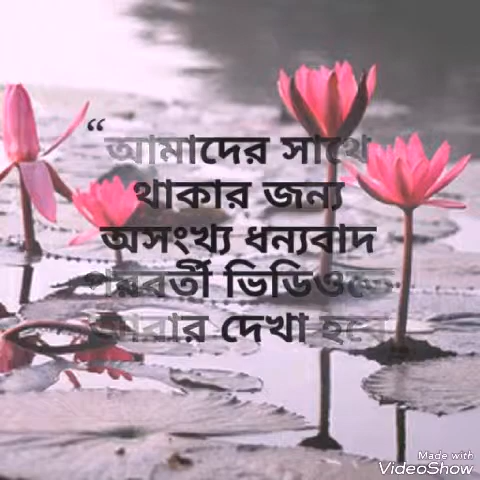 “আমাদের সাথে
থাকার জন্য
অসংখ্য ধন্যবাদ
পরবর্তী ভিডিওতে
আবার দেখা হবে
Made with
VideoShow